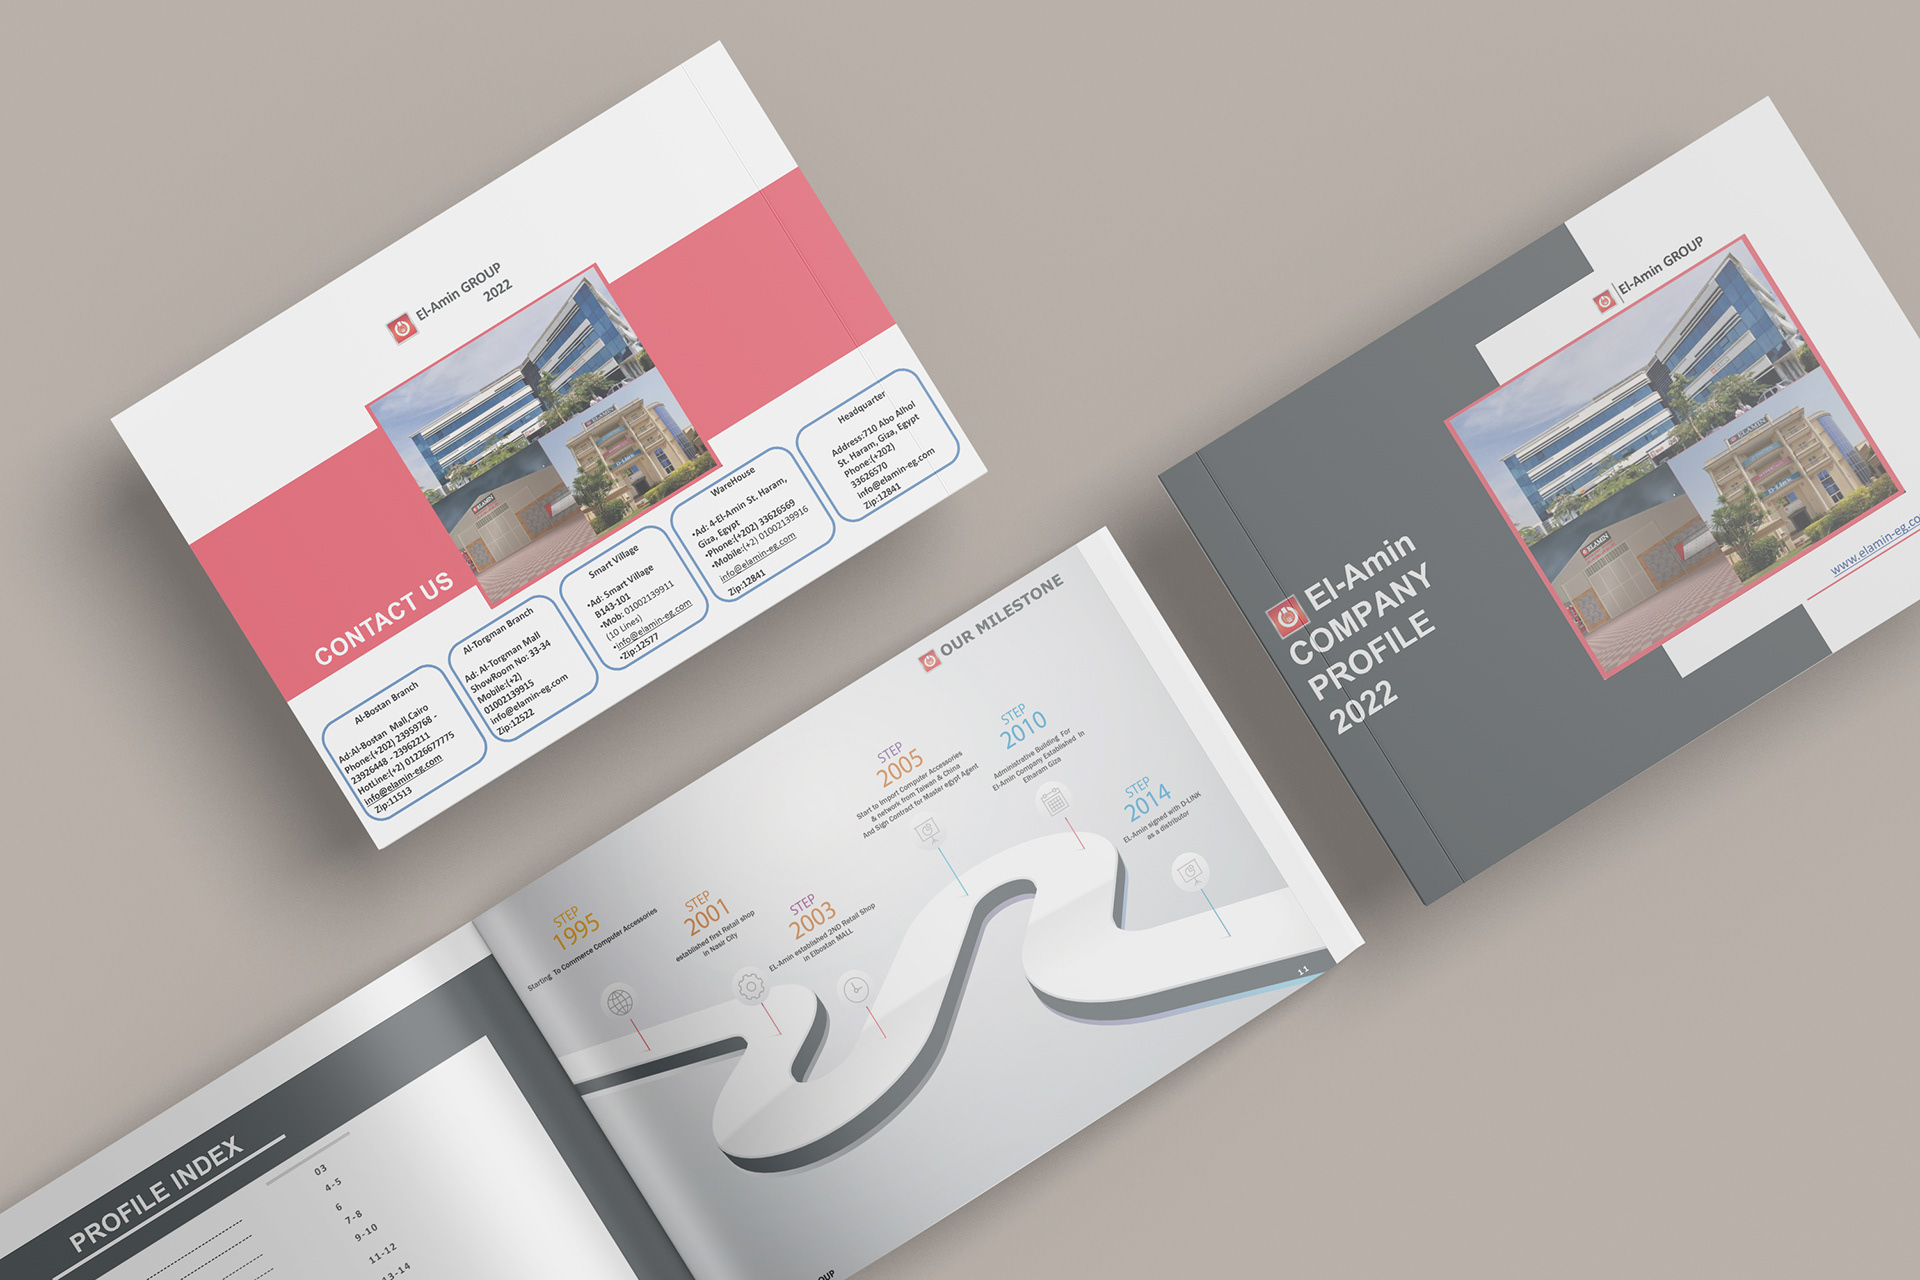 El-Amin GROUP
2022
CONTACT US
Al-Bostan Branch
Ad:Al-Bostan Mall,Cairo
Phone:(+202) 23959768 -
23926448 - 23962211
HotLine:(+2) 01226677775
info@elamin-eg.com
Zip:11513
Al-Torgman Branch
Ad: Al-Torgman Mall
ShowRoom No: 33-34
Mobile:(+2)
01002139915
info@elamin-eg.com
Zip:12522
Smart Village
•Ad: Smart Village
B143-101
•Mob: 01002139911
(10 Lines)
•info@elamin-eg.com
•Zip:12577
WareHouse
•Ad: 4-El-Amin St. Haram,
Giza, Egypt
•Phone:(+202) 33626569
•Mobile:(+2) 01002139916
info@elamin-eg.com
Zip:12841
Headquarter
Address:710 Abo Alhol
St. Haram, Giza, Egypt
Phone:(+202)
33626570
info@elamin-eg.com
Zip:12841
El-Amin GROUP
ELAMIN
D-Link
ELAMIN
www.elamin-eg.co
El-Amin
COMPANY
PROFILE
2022
OUR MILESTONE
STEP
1995
Starting To Commerce Computer Accessories
STEP
2001
established first Retail shop
in Nasir City
STEP
2003
EL-Amin established 2ND Retail Shop
in Elbostan MALL
STEP
2005
Start to Import Computer Accessories
& network from Taiwan & China
And Sign Contract for Master egypt Agent
STEP
2010
Administrative Building For
El-Amin Company Established In
Elharam Giza
STEP
2014
EL-Amin signed with D-LINK
as a distributor
11
PROFILE INDEX
03
4-5
6
7-8
9-10
11-12
13-14
OUP